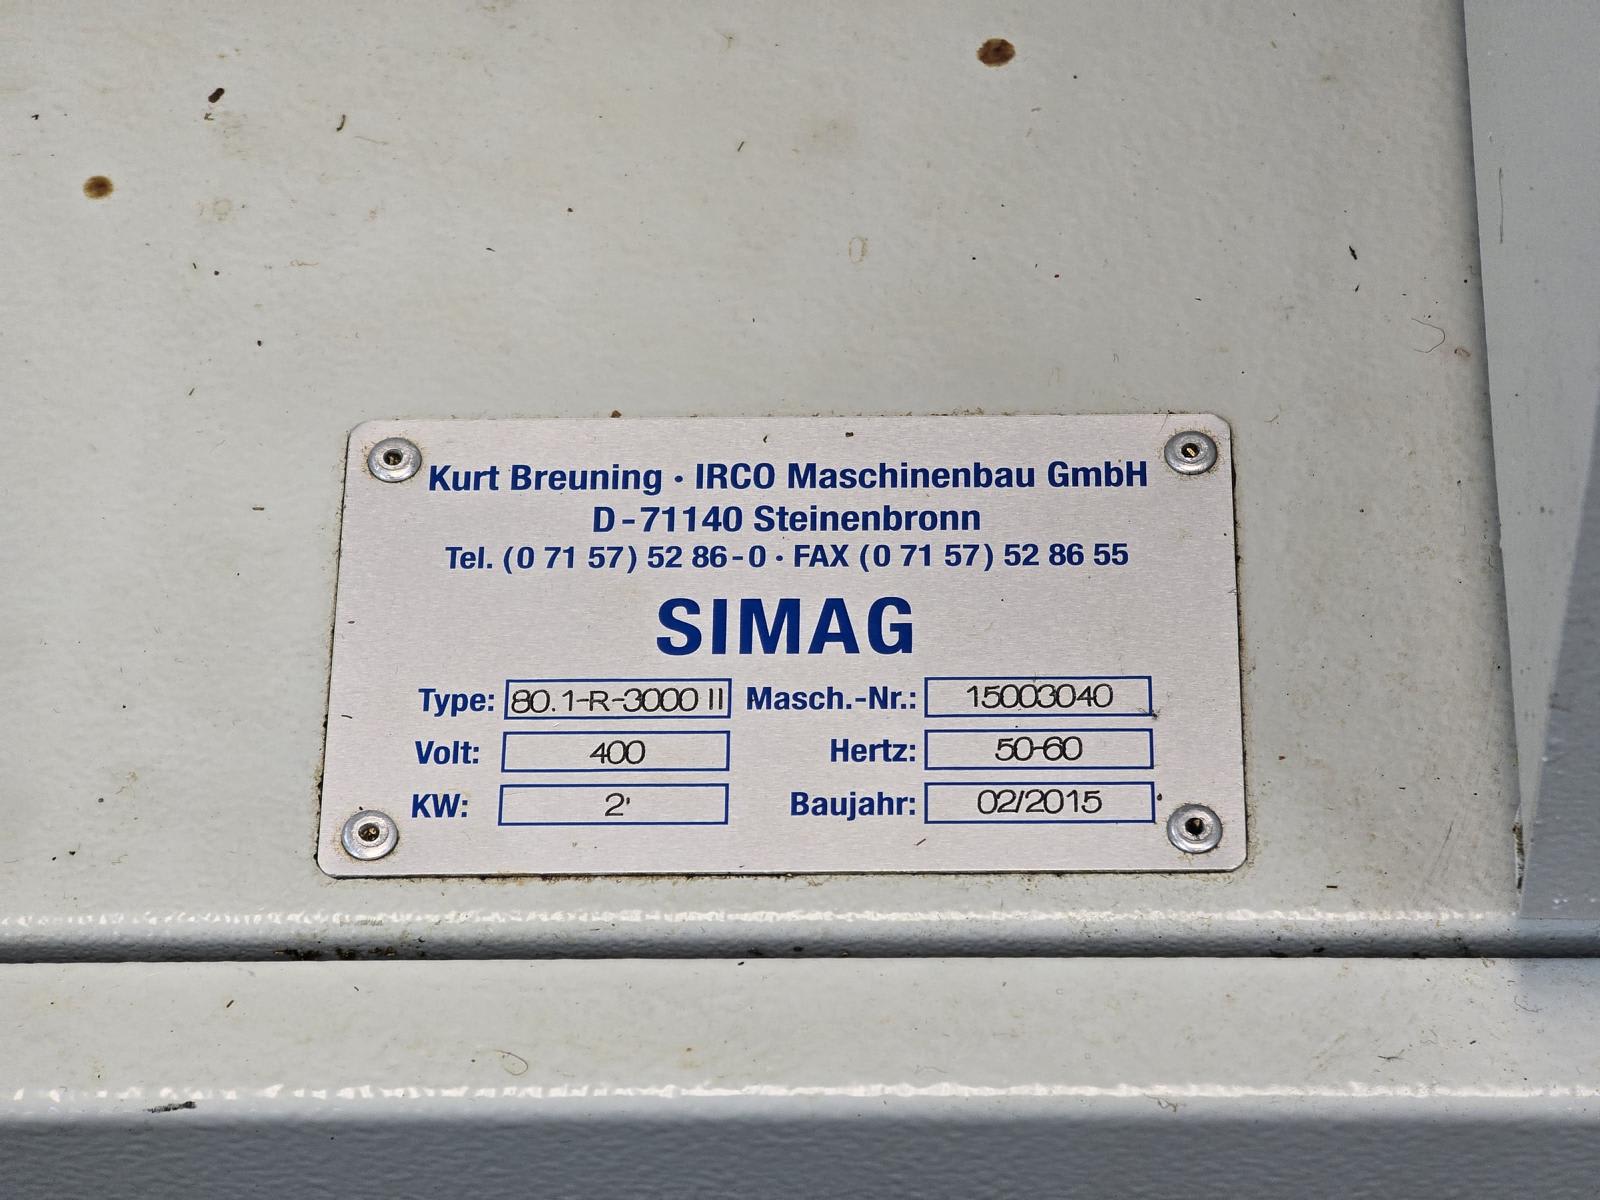 Kurt Breuning · IRCO Maschinenbau GmbH
D-71140 Steinenbronn
Tel. (0 71 57) 52 86-0 · FAX (0 71 57) 52 86 55
SIMAG
Type: 80.1-R-3000 II Masch.-Nr.: 15003040
Volt: 400 Hertz: 50-60
KW: 2 Baujahr: 02/2015